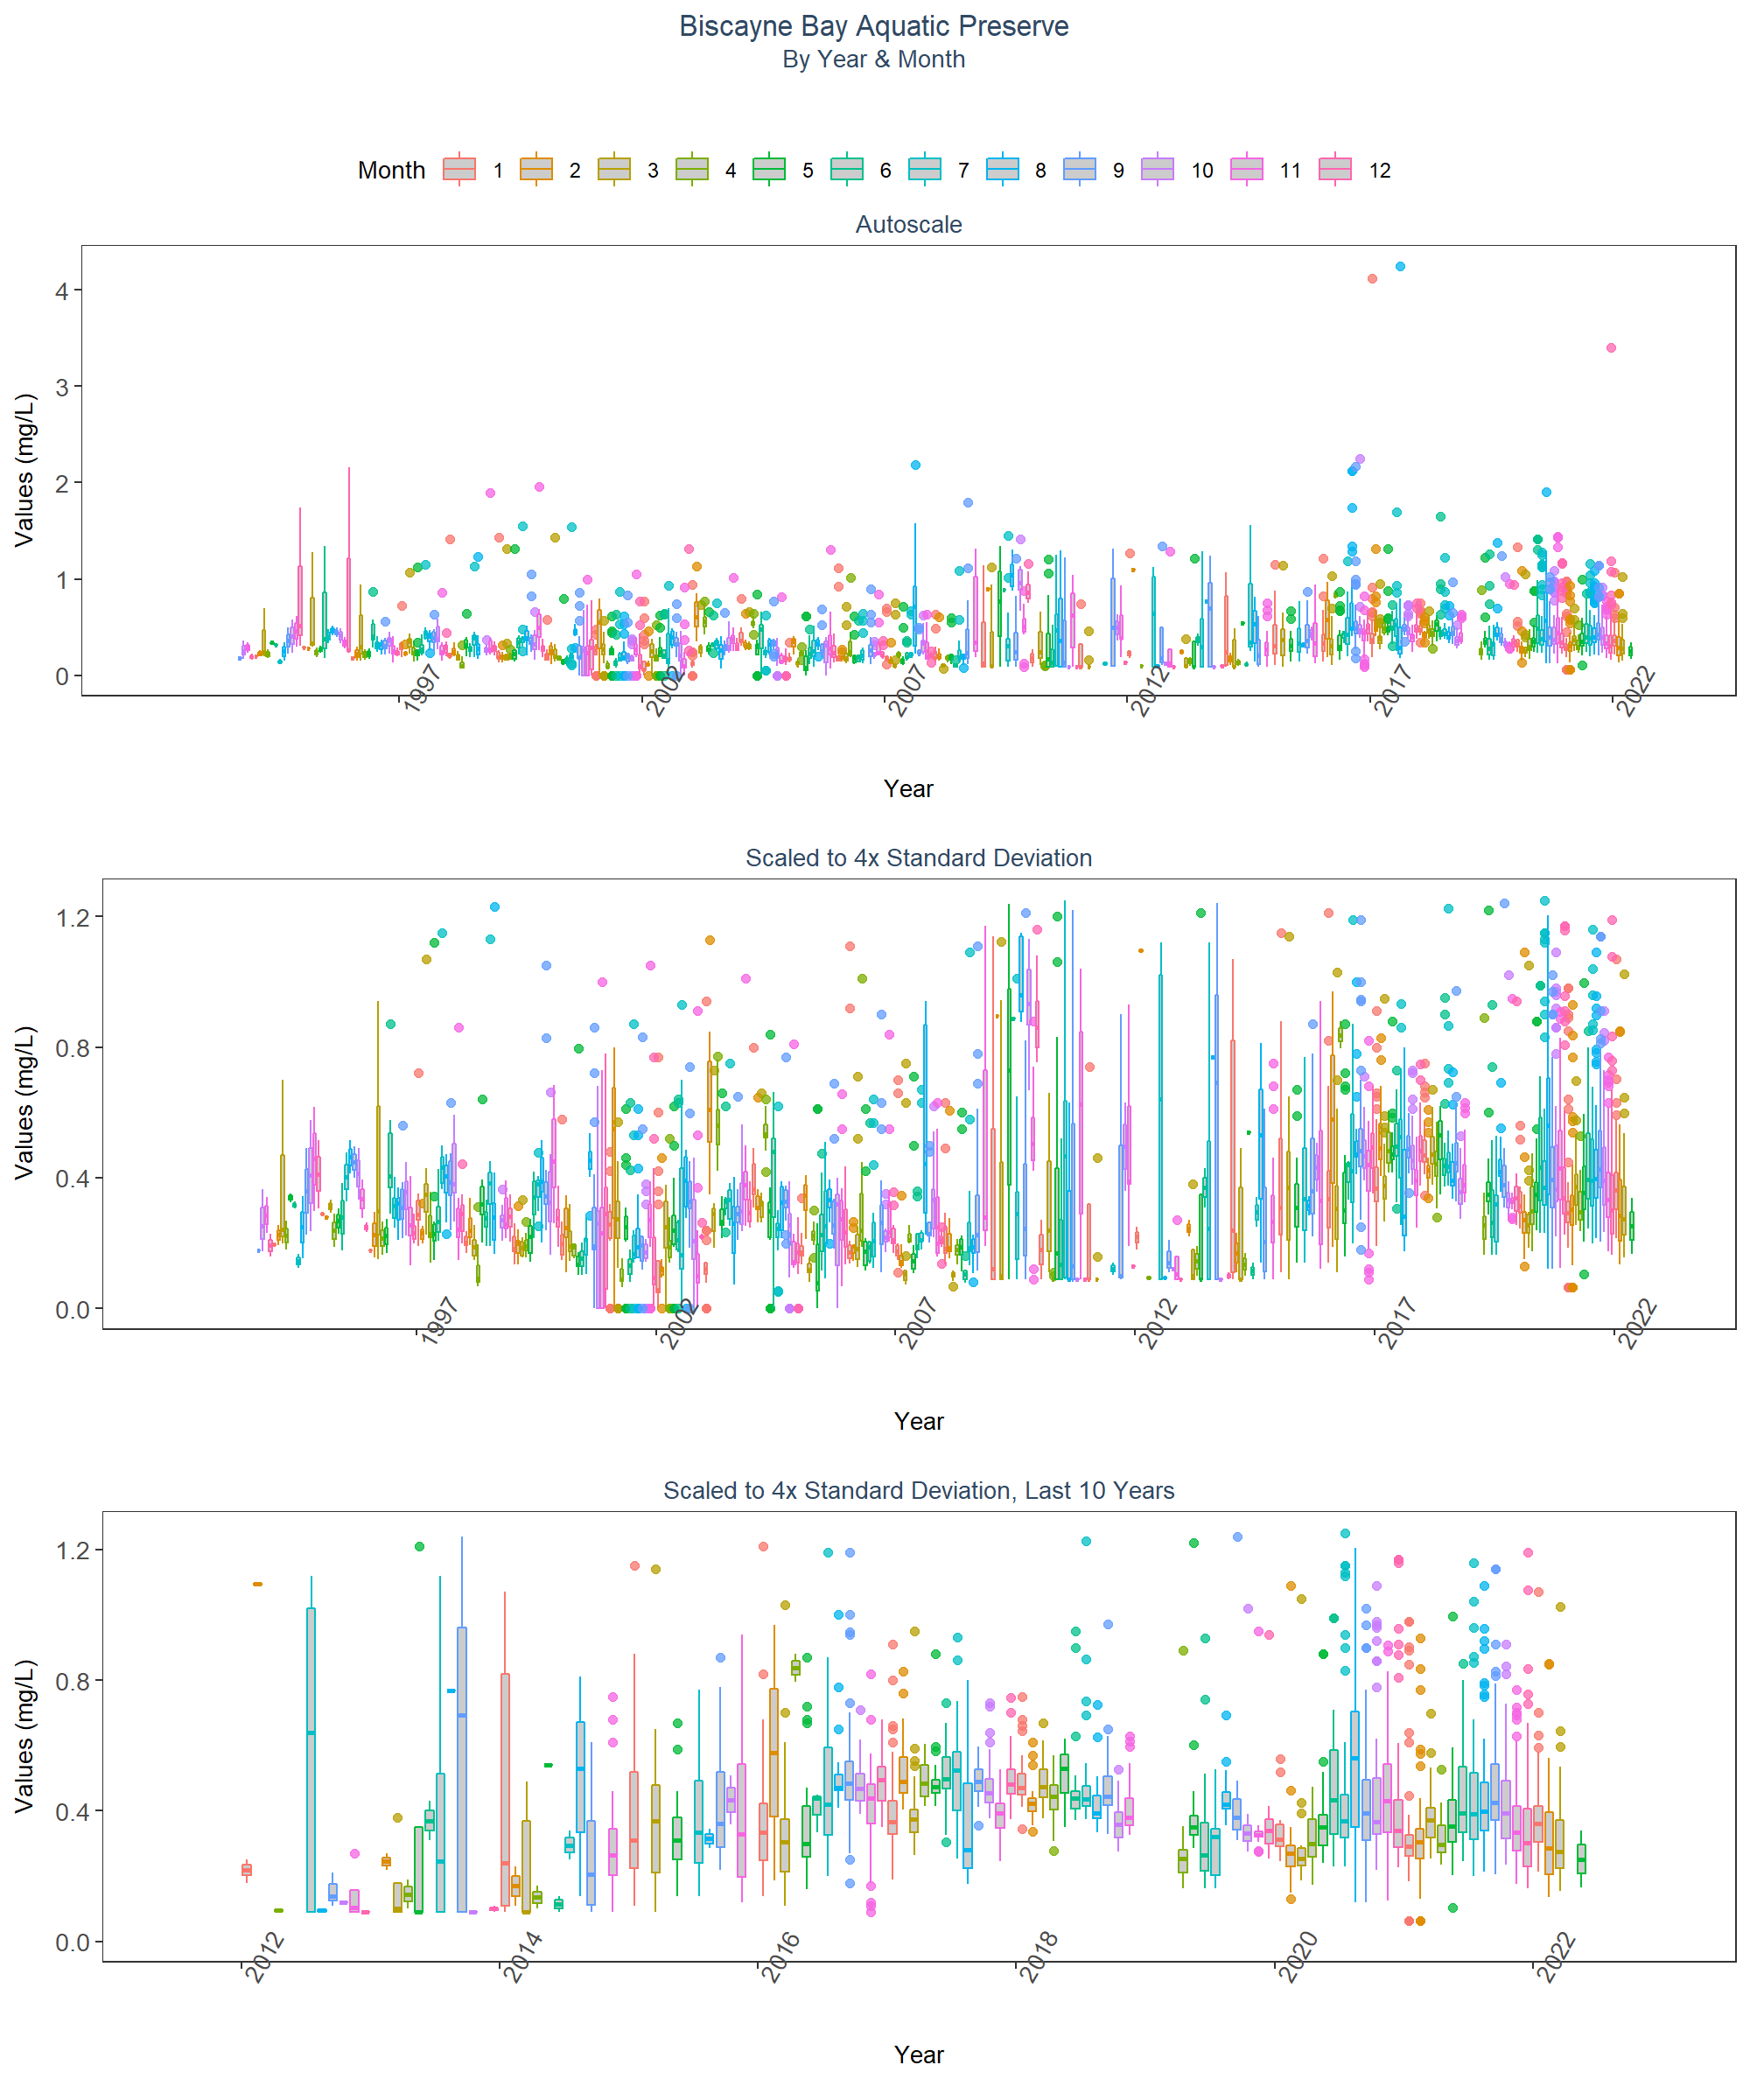 Biscayne Bay Aquatic Preserve
By Year & Month
Month 1 2 3 4 5 6 7 8 9 10 11 12
Autoscale
Values (mg/L)
4
3
2
1
0
1997 2002 2007 2012 2017 2022
Year
Scaled to 4x Standard Deviation
Values (mg/L)
1.2
0.8
0.4
0.0
1997 2002 2007 2012 2017 2022
Year
Scaled to 4x Standard Deviation, Last 10 Years
Values (mg/L)
1.2
0.8
0.4
0.0
2012 2014 2016 2018 2020 2022
Year